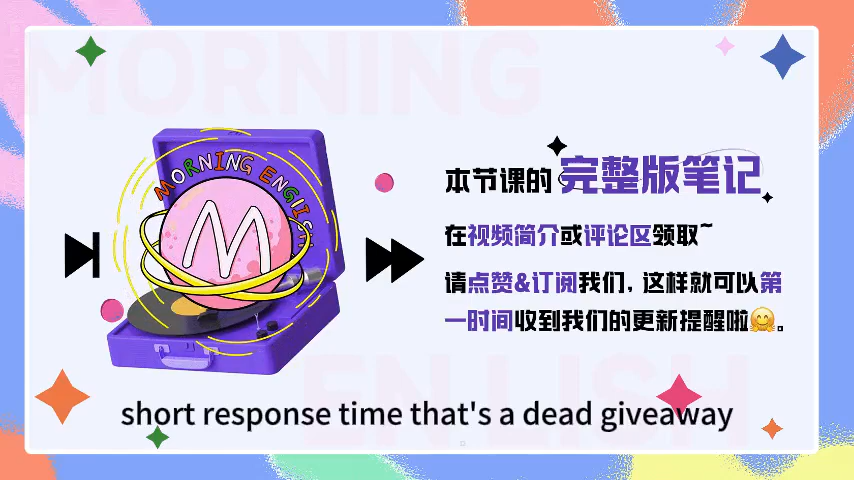 MORNING
MORNING ENGlISH
M
本节课的 完整版笔记
在视频简介或评论区领取~
请点赞&订阅我们，这样就可以第
一时间收到我们的更新提醒啦🤗。
short response time that's a dead giveaway